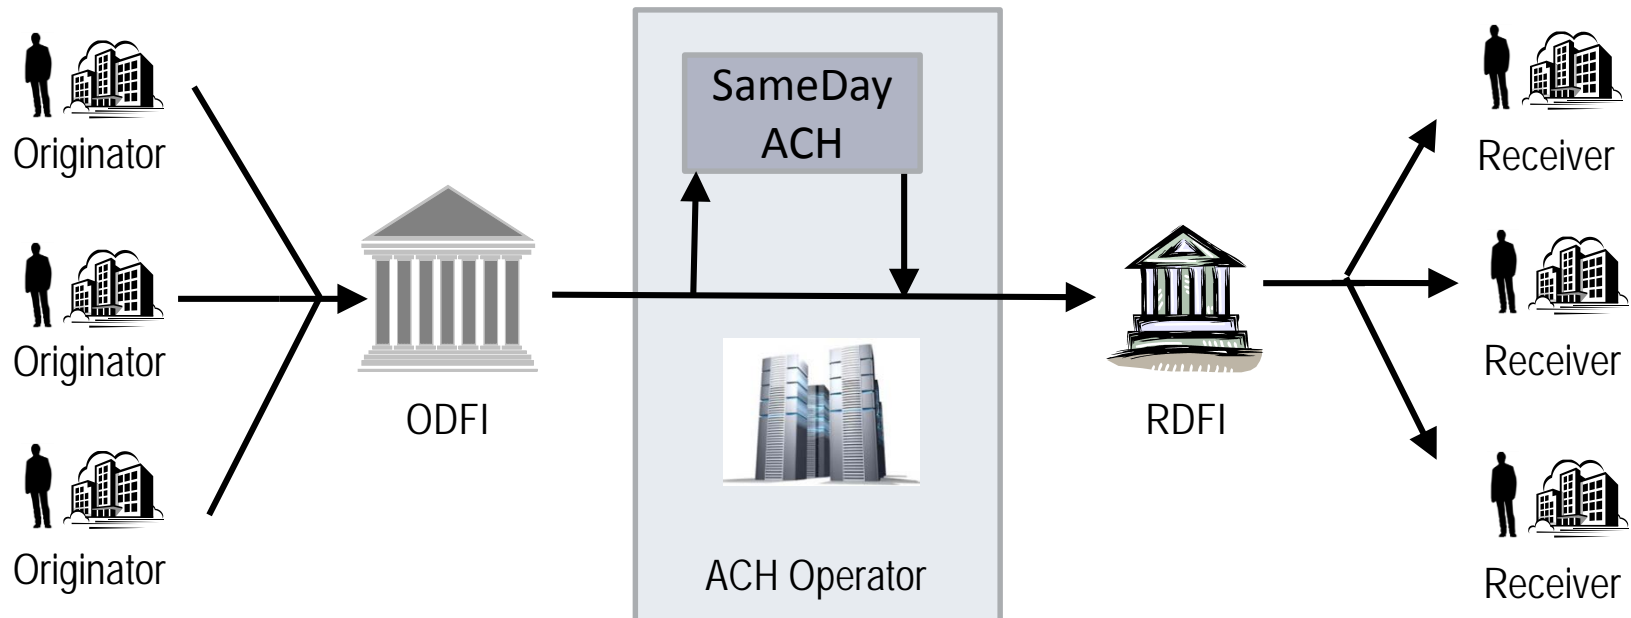 Originator
Originator
Originator
ODFI
SameDay
ACH
ACH Operator
RDFI
Receiver
Receiver
Receiver